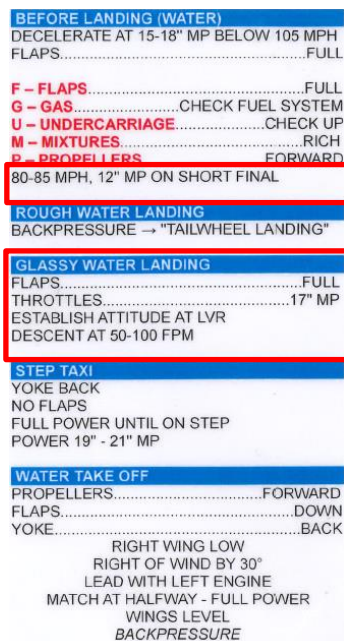 BEFORE LANDING (WATER)
DECELERATE AT 15-18" MP BELOW 105 MPH
FLAPS.......................................................FULL
F – FLAPS................................................FULL
G – GAS........................CHECK FUEL SYSTEM
U – UNDERCARRIAGE....................CHECK UP
M – MIXTURES..........................................RICH
P – PROPELLERS............................FORWARD
80-85 MPH, 12" MP ON SHORT FINAL
ROUGH WATER LANDING
BACKPRESSURE → "TAILWHEEL LANDING"
GLASSY WATER LANDING
FLAPS.......................................................FULL
THROTTLES...........................................17" MP
ESTABLISH ATTITUDE AT LVR
DESCENT AT 50-100 FPM
STEP TAXI
YOKE BACK
NO FLAPS
FULL POWER UNTIL ON STEP
POWER 19" - 21" MP
WATER TAKE OFF
PROPELLERS....................................FORWARD
FLAPS.....................................................DOWN
YOKE.......................................................BACK
RIGHT WING LOW
RIGHT OF WIND BY 30°
LEAD WITH LEFT ENGINE
MATCH AT HALFWAY - FULL POWER
WINGS LEVEL
BACKPRESSURE